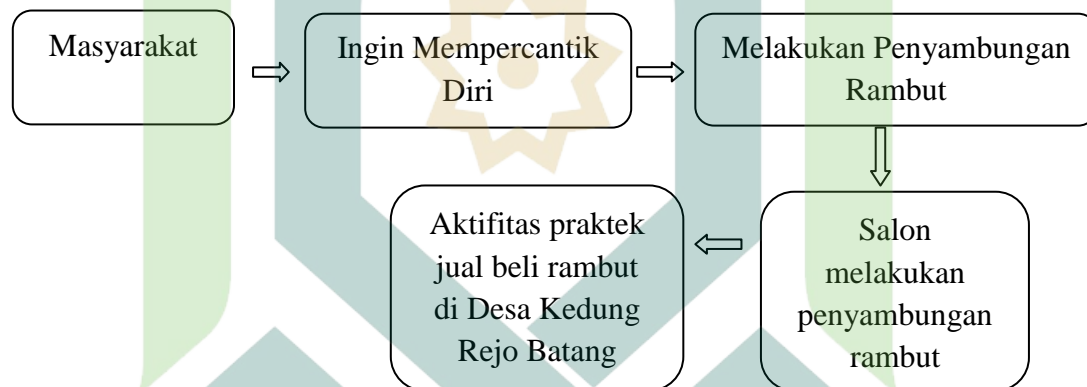 Masyarakat
Ingin Mempercantik
Diri
Melakukan Penyambungan
Rambut
Salon
melakukan
penyambungan
rambut
Aktifitas praktek
jual beli rambut
di Desa Kedung
Rejo Batang